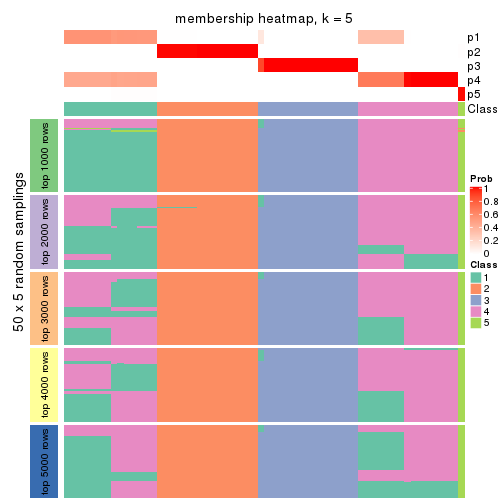 membership heatmap, k = 5
p1
p2
p3
p4
p5
Class
50 x 5 random samplings
top 1000 rows
top 2000 rows
top 3000 rows
top 4000 rows
top 5000 rows
Prob
1
0.8
0.6
0.4
0.2
0
Class
1
2
3
4
5